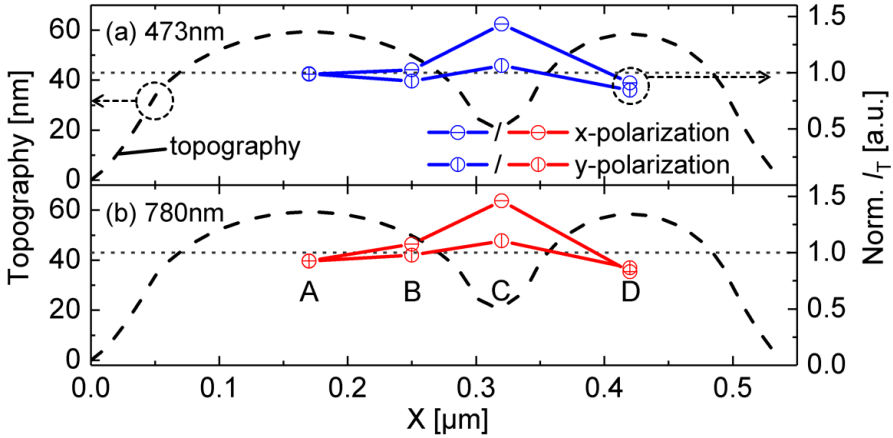 (a) 473nm
60
40
20
0
1.5
1.0
0.5
topography
/ x-polarization
/ y-polarization
(b) 780nm
60
40
20
0
1.5
1.0
0.5
0.0
A B C D
0.0 0.1 0.2 0.3 0.4 0.5
X [µm]
Topography [nm]
Norm. I_T [a.u.]